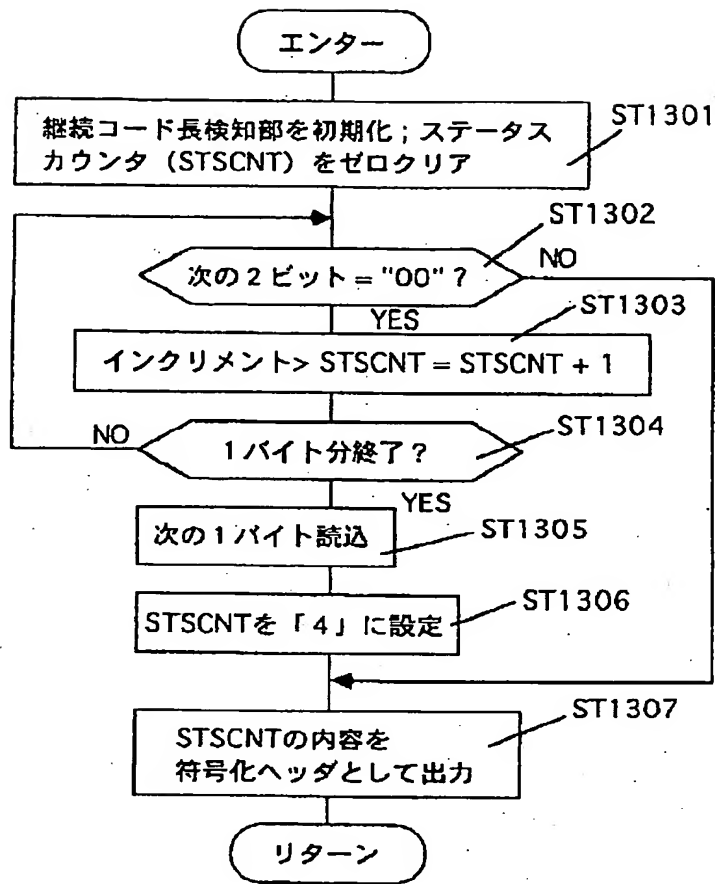 エンター
継続コード長検知部を初期化；ステータス
カウンタ（STSCNT）をゼロクリア
ST1301
ST1302
次の2ビット="00"？
NO
YES
ST1303
インクリメント> STSCNT = STSCNT + 1
NO
1バイト分終了？
ST1304
YES
次の1バイト読込
ST1305
STSCNTを「4」に設定
ST1306
ST1307
STSCNTの内容を
符号化ヘッダとして出力
リターン